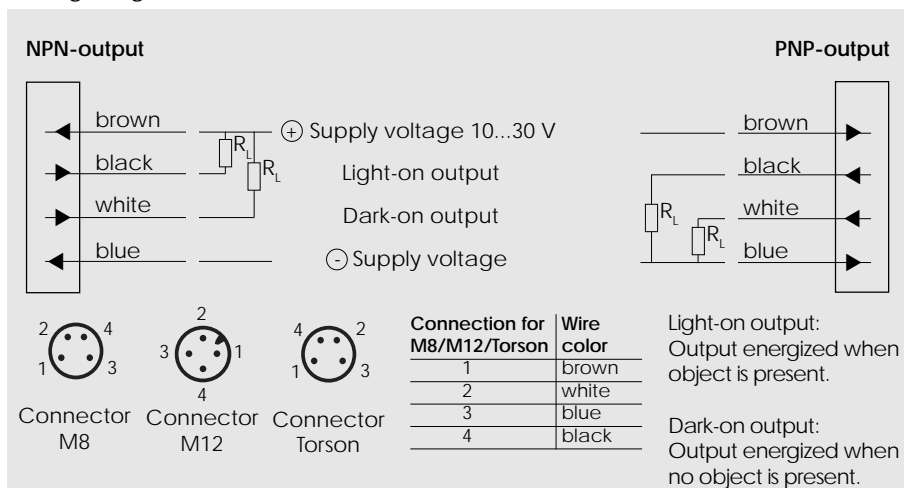 NPN-output
PNP-output
brown
+ Supply voltage 10...30 V
brown
RL
black
RL
Light-on output
black
white
Dark-on output
RL
white
RL
blue
- Supply voltage
blue
2 4
1 3
Connector
M8
2
3 1
4
Connector
M12
4 2
1 3
Connector
Torson
Connection for Wire
M8/M12/Torson color
1 brown
2 white
3 blue
4 black
Light-on output:
Output energized when
object is present.
Dark-on output:
Output energized when
no object is present.